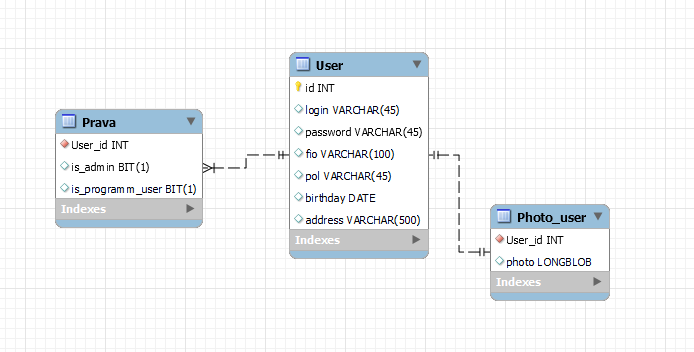 Prava
User_id INT
is_admin BIT(1)
is_programm_user BIT(1)
Indexes
User
id INT
login VARCHAR(45)
password VARCHAR(45)
fio VARCHAR(100)
pol VARCHAR(45)
birthday DATE
address VARCHAR(500)
Indexes
Photo_user
User_id INT
photo LONGBLOB
Indexes